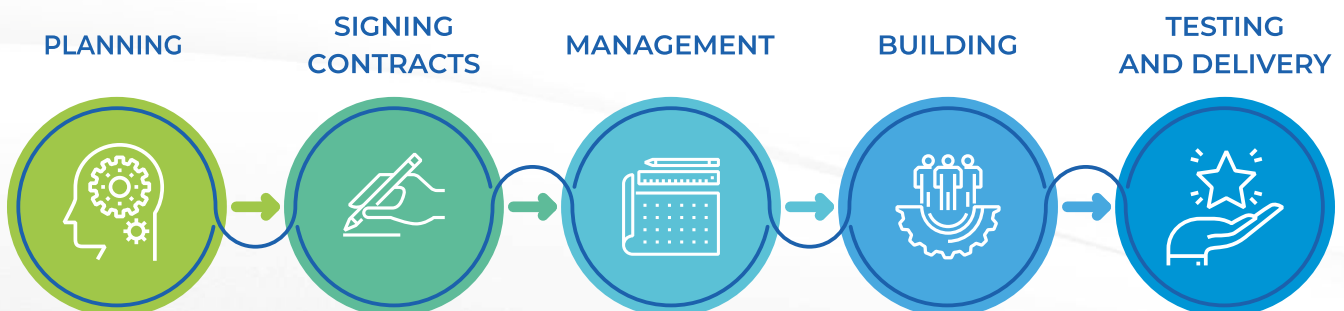 PLANNING
SIGNING
CONTRACTS
MANAGEMENT
BUILDING
TESTING
AND DELIVERY